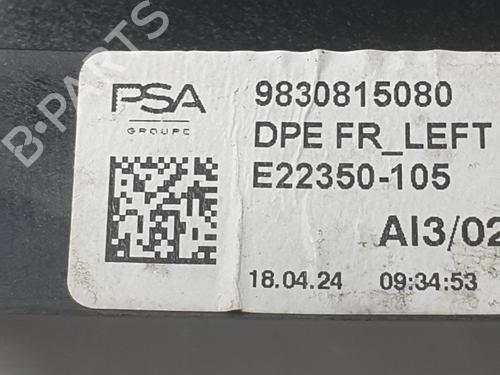 B-PARTS
PSA
GROUPE
9830815080
DPE FR_LEFT
E22350-105
AI3/02
18.04.24 09:34:53